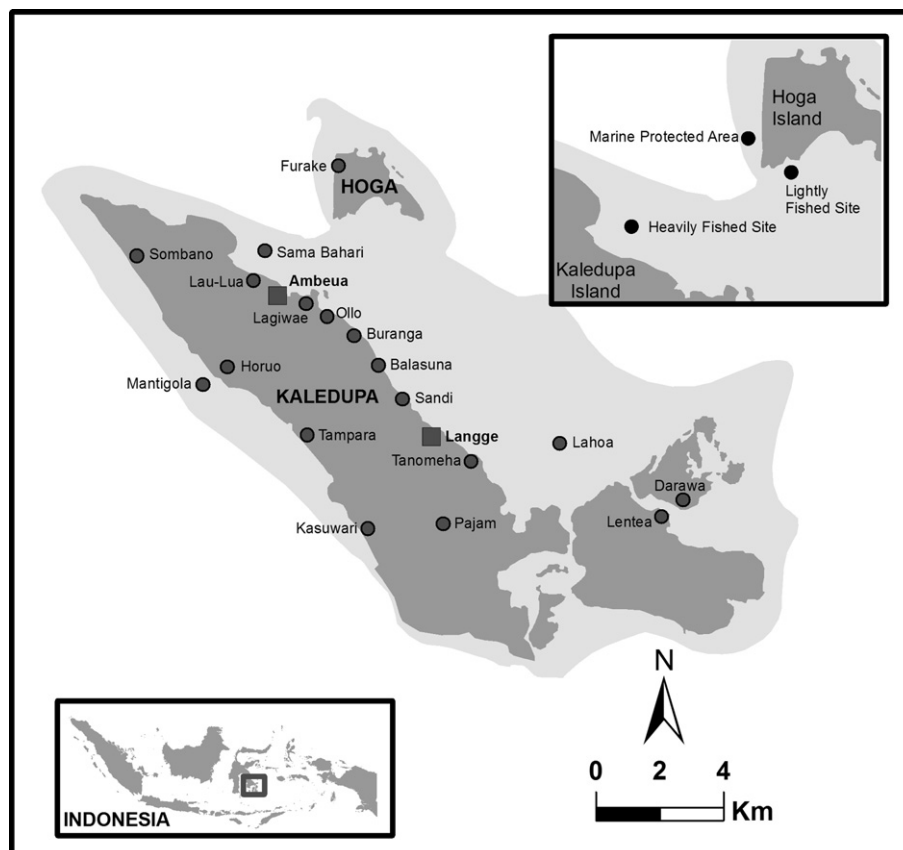 Hoga
Island
Marine Protected Area
Lightly
Fished Site
Heavily Fished Site
Kaledupa
Island
Furake
HOGA
Sama Bahari
Sombano
Lau-Lua
Ambeua
Lagiwae
Ollo
Buranga
Horuo
Balasuna
Mantigola
KALEDUPA
Sandi
Tampara
Langge
Lahoa
Tanomeha
Darawa
Lentea
Kasuwari
Pajam
N
0 2 4
Km
INDONESIA